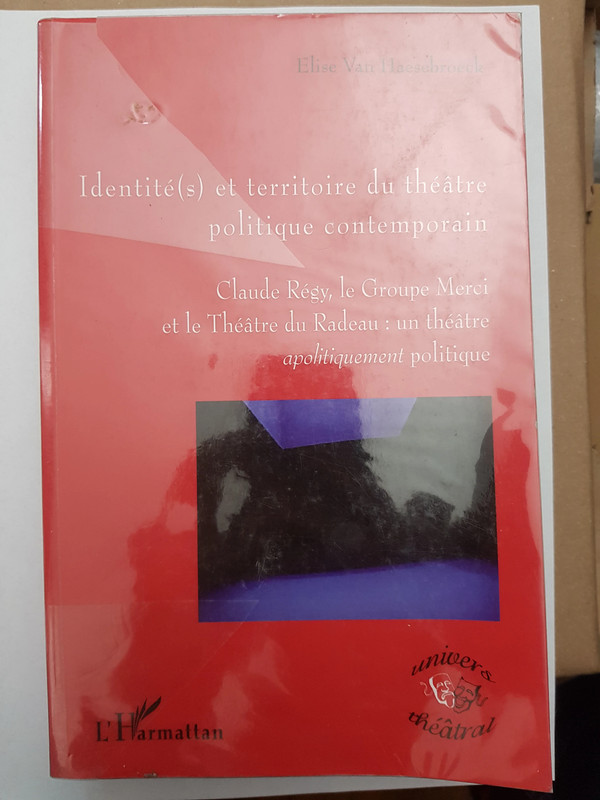 Elise Van Haesebroeck
Identité(s) et territoire du théâtre
politique contemporain
Claude Régy, le Groupe Merci
et le Théâtre du Radeau : un théâtre
apolitiquement politique
univers
théâtral
L'Harmattan